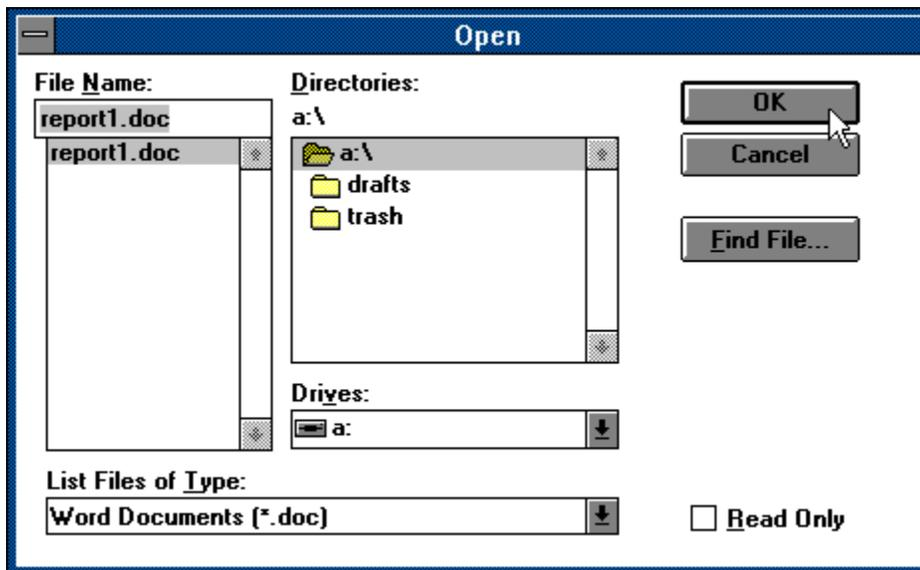 Open
File Name:
report1.doc
report1.doc
Directories:
a:\
a:\
drafts
trash
Drives:
a:
List Files of Type:
Word Documents (*.doc)
OK
Cancel
Find File...
Read Only